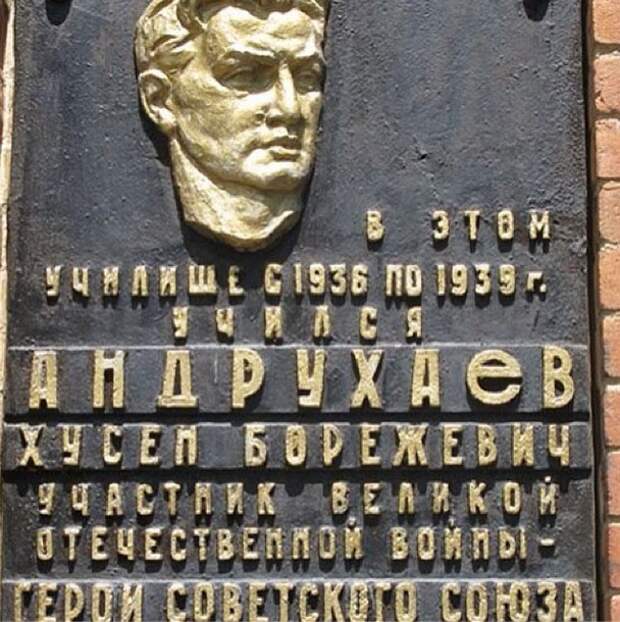 В ЭТОМ
УЧИЛИЩЕ С 1936 ПО 1939 г.
УЧИЛСЯ
АНДРУХАеВ
ХУСЕН БОРЕЖЕВИЧ
УЧАСТНИК ВЕЛИКОЙ
ОТЕЧЕСТВЕННОЙ ВОЙНЫ-
ГЕРОЙ СОВЕТСКОГО СОЮЗА